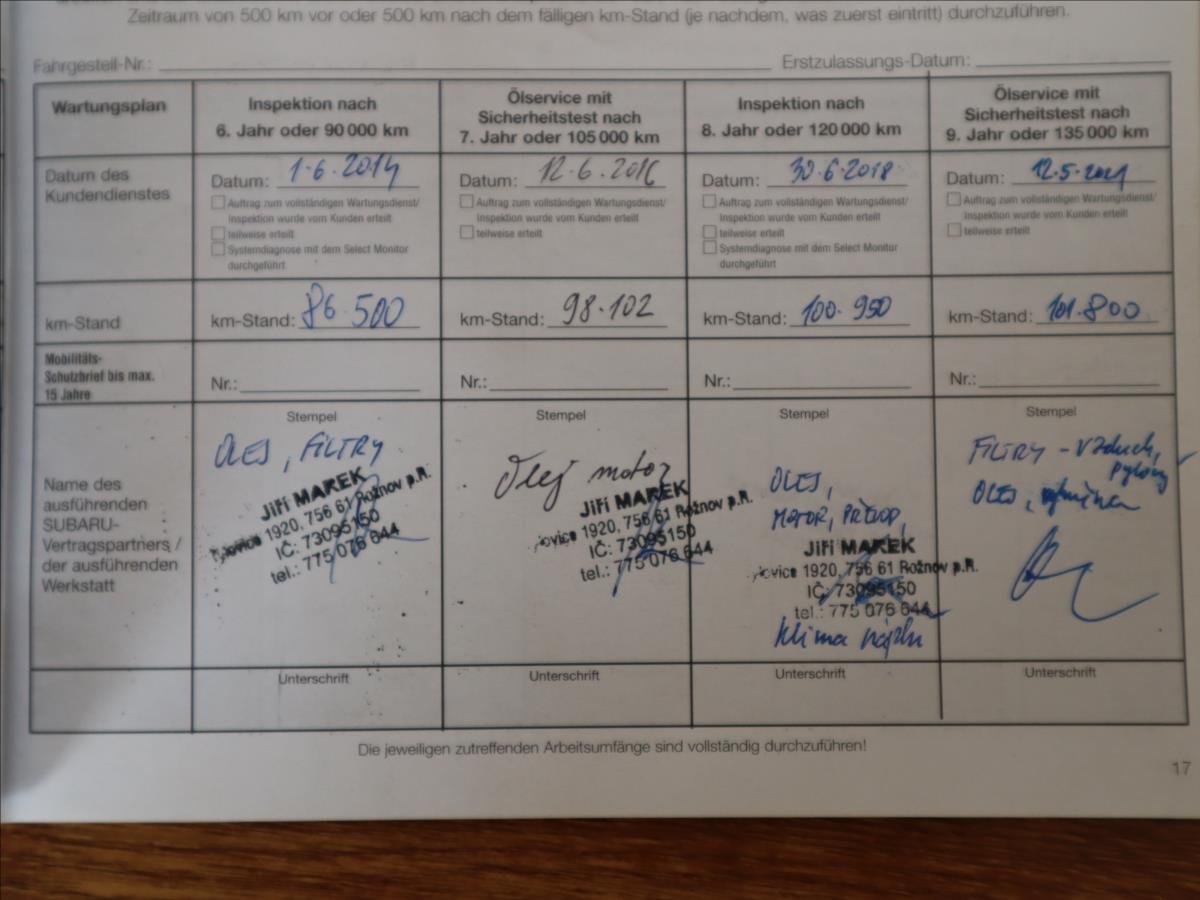 Zeitraum von 500 km vor oder 500 km nach dem fälligen km-Stand (je nachdem, was zuerst eintritt) durchzuführen.
Fahrgestell-Nr.: Erstzulassungs-Datum:
Wartungsplan
Inspektion nach
6. Jahr oder 90 000 km
Ölservice mit
Sicherheitstest nach
7. Jahr oder 105 000 km
Inspektion nach
8. Jahr oder 120 000 km
Ölservice mit
Sicherheitstest nach
9. Jahr oder 135 000 km
Datum des
Kundendienstes
Datum: 1.6.2014
Auftrag zum vollständigen Wartungsdienst/
Inspektion wurde vom Kunden erteilt
teilweise erteilt
Systemdiagnose mit dem Select Monitor
durchgeführt
Datum: 12.6.2016
Auftrag zum vollständigen Wartungsdienst/
Inspektion wurde vom Kunden erteilt
teilweise erteilt
Datum: 30.6.2018
Auftrag zum vollständigen Wartungsdienst/
Inspektion wurde vom Kunden erteilt
teilweise erteilt
Systemdiagnose mit dem Select Monitor
durchgeführt
Datum: 12.5.2021
Auftrag zum vollständigen Wartungsdienst/
Inspektion wurde vom Kunden erteilt
teilweise erteilt
km-Stand
km-Stand: 86.500
km-Stand: 98.102
km-Stand: 100.950
km-Stand: 101.800
Mobilitäts-
Schutzbrief bis max.
15 Jahre
Nr.:
Nr.:
Nr.:
Nr.:
Name des
ausführenden
SUBARU-
Vertragspartners /
der ausführenden
Werkstatt
Stempel
OLEJ, FILTRY
Jiří MAREK
1920, 756 61 Rožnov p.R.
IČ: 73095150
tel.: 775 076 644
Unterschrift
Stempel
Olej motor
Jiří MAREK
1920, 756 61 Rožnov p.R.
IČ: 73095150
tel.: 775 076 644
Unterschrift
Stempel
OLEJ,
MOTOR, PŘEVOD,
Jiří MAREK
1920, 756 61 Rožnov p.R.
IČ: 73095150
tel.: 775 076 644
klima náplň
Unterschrift
Stempel
FILTRY - vzduch,
pylový
OLEJ, výměna
Unterschrift
Die jeweiligen zutreffenden Arbeitsumfänge sind vollständig durchzuführen!
17